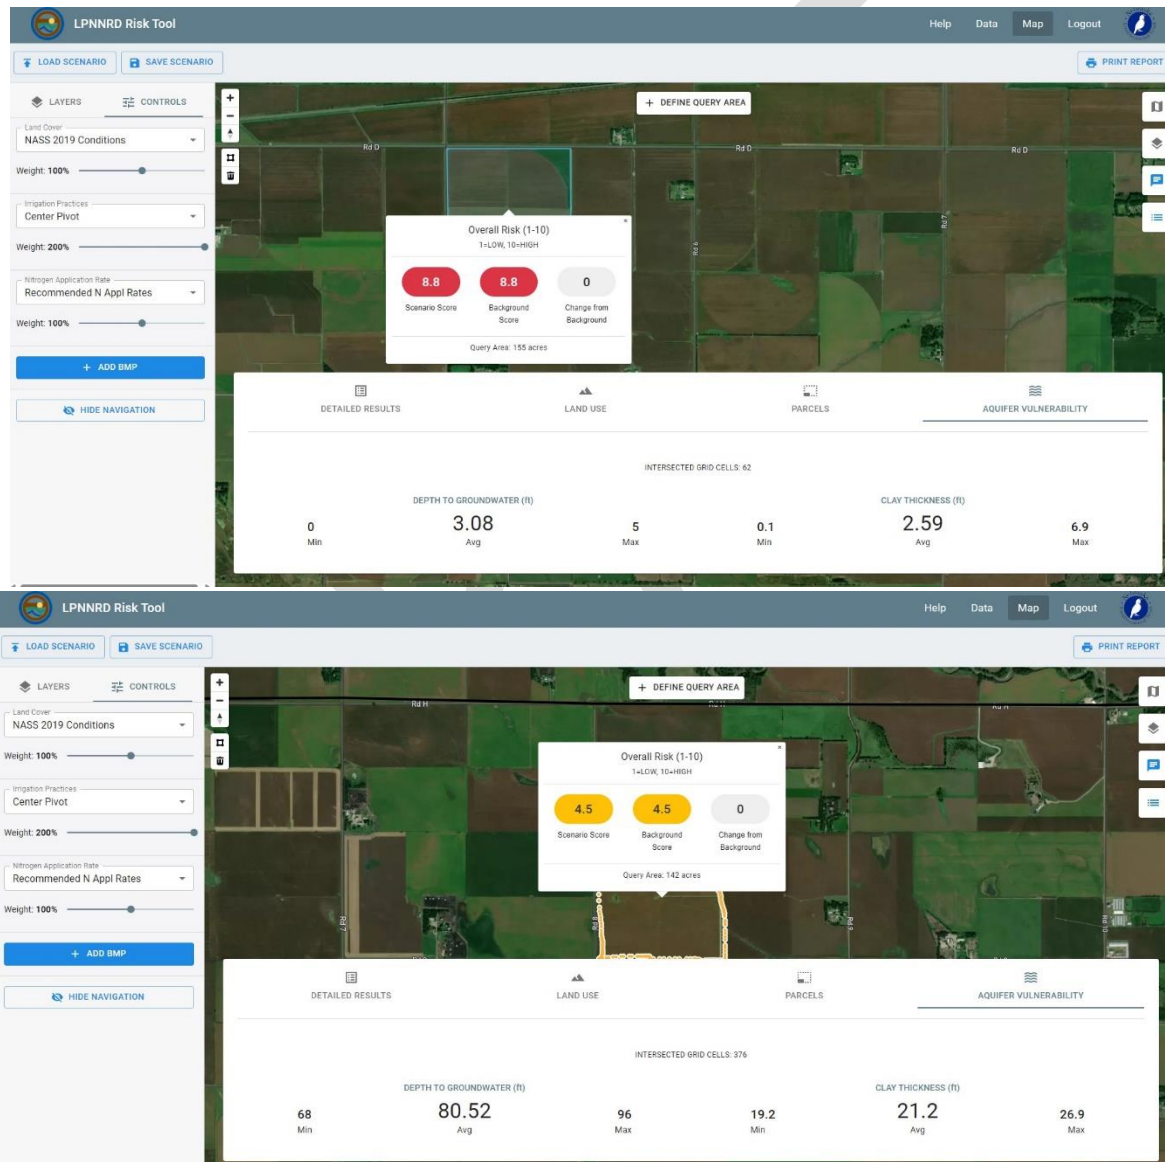 LPNNRD Risk Tool
Help Data Map Logout
LOAD SCENARIO SAVE SCENARIO PRINT REPORT
LAYERS CONTROLS
+ DEFINE QUERY AREA
Land Cover
NASS 2019 Conditions
Weight: 100%
Rd D Rd D Rd D
Irrigation Practices
Center Pivot
Weight: 200%
Rd 6 Rd 7
Nitrogen Application Rate
Recommended N Appl Rates
Weight: 100%
+ ADD BMP
HIDE NAVIGATION
Overall Risk (1-10)
1=LOW, 10=HIGH
8.8 8.8 0
Scenario Score Background Score Change from Background
Query Area: 155 acres
DETAILED RESULTS LAND USE PARCELS AQUIFER VULNERABILITY
INTERSECTED GRID CELLS: 62
DEPTH TO GROUNDWATER (ft) CLAY THICKNESS (ft)
0 3.08 5 0.1 2.59 6.9
Min Avg Max Min Avg Max
LPNNRD Risk Tool
Help Data Map Logout
LOAD SCENARIO SAVE SCENARIO PRINT REPORT
LAYERS CONTROLS
+ DEFINE QUERY AREA
Rd H Rd H
Land Cover
NASS 2019 Conditions
Weight: 100%
Irrigation Practices
Center Pivot
Weight: 200%
Nitrogen Application Rate
Recommended N Appl Rates
Weight: 100%
+ ADD BMP
HIDE NAVIGATION
Overall Risk (1-10)
1=LOW, 10=HIGH
4.5 4.5 0
Scenario Score Background Score Change from Background
Query Area: 142 acres
Rd 7 Rd 8 Rd 9 Rd 10
DETAILED RESULTS LAND USE PARCELS AQUIFER VULNERABILITY
INTERSECTED GRID CELLS: 376
DEPTH TO GROUNDWATER (ft) CLAY THICKNESS (ft)
68 80.52 96 19.2 21.2 26.9
Min Avg Max Min Avg Max